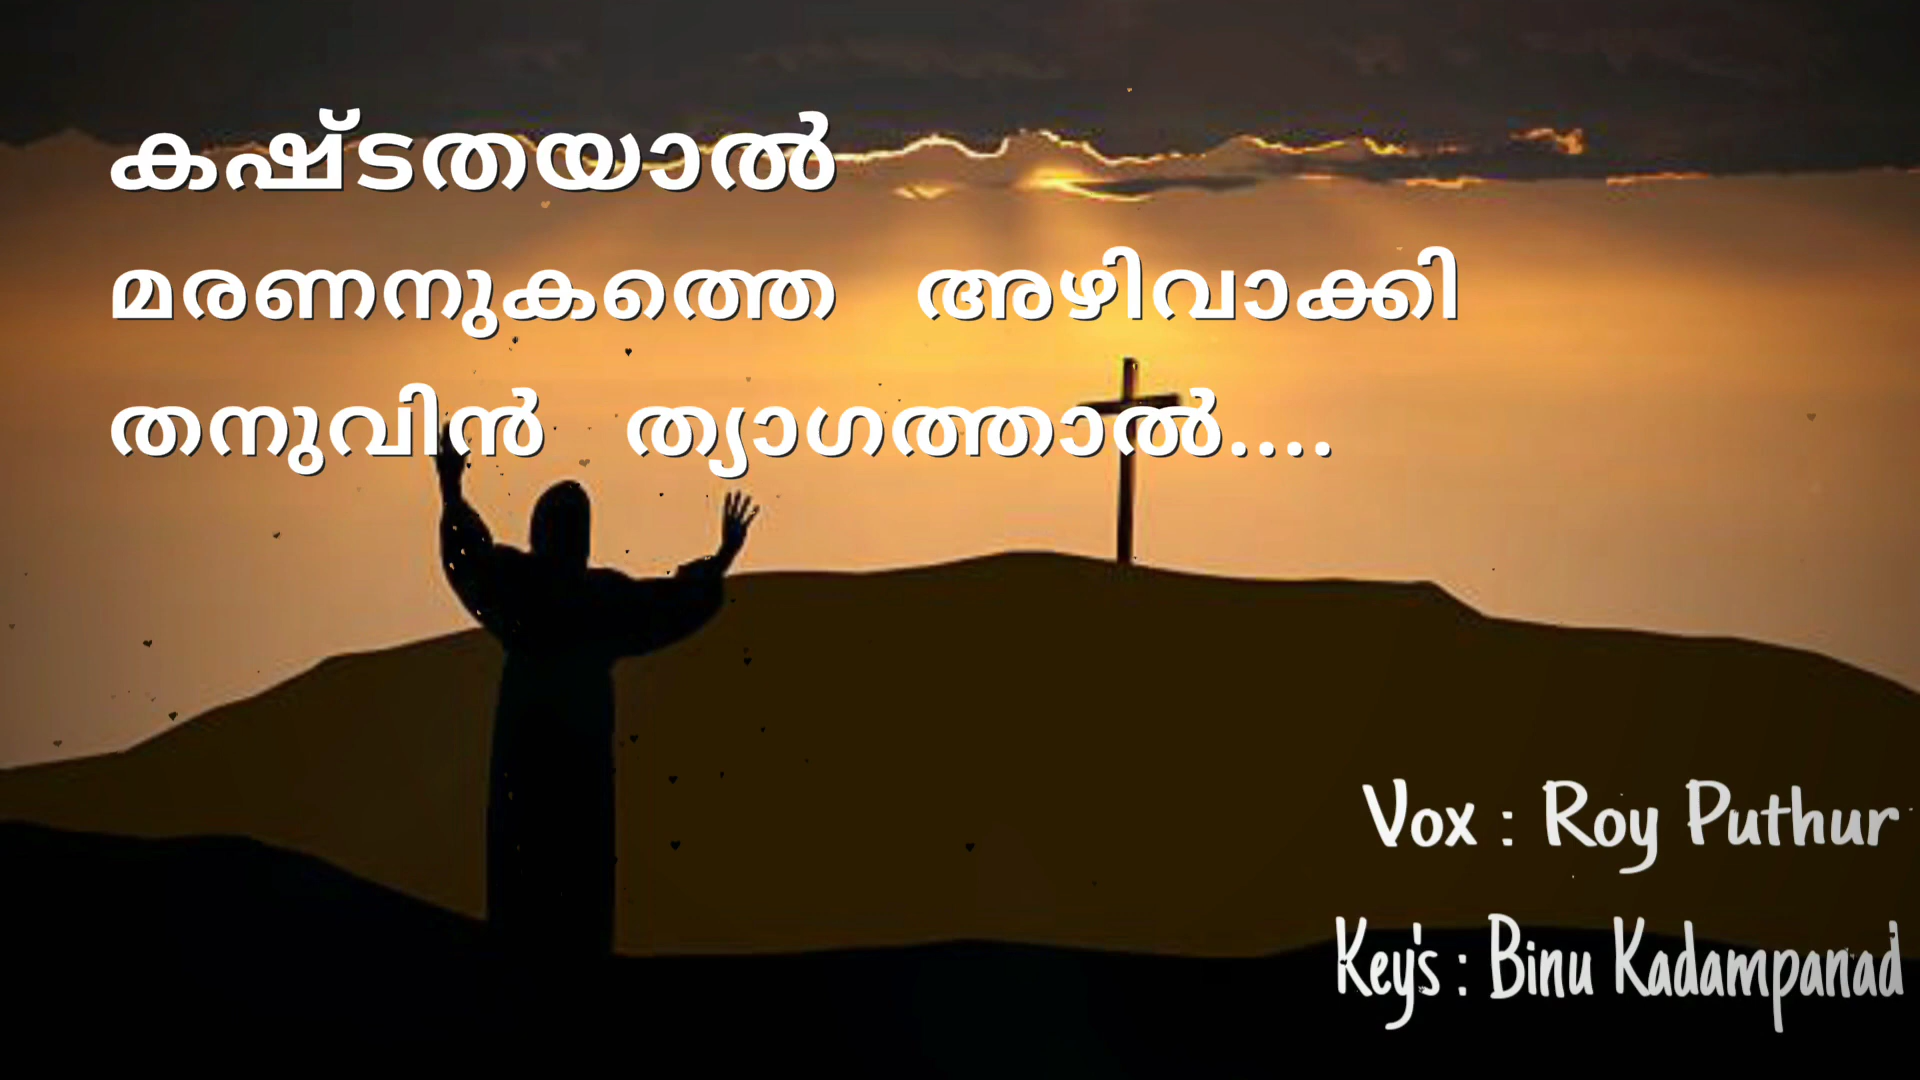 കഷ്ടതയാൽ
മരണനുകത്തെ അഴിവാക്കി
തനുവിൻ ത്യാഗത്താൽ....
Vox : Roy Puthur
Key's : Binu Kadampanad